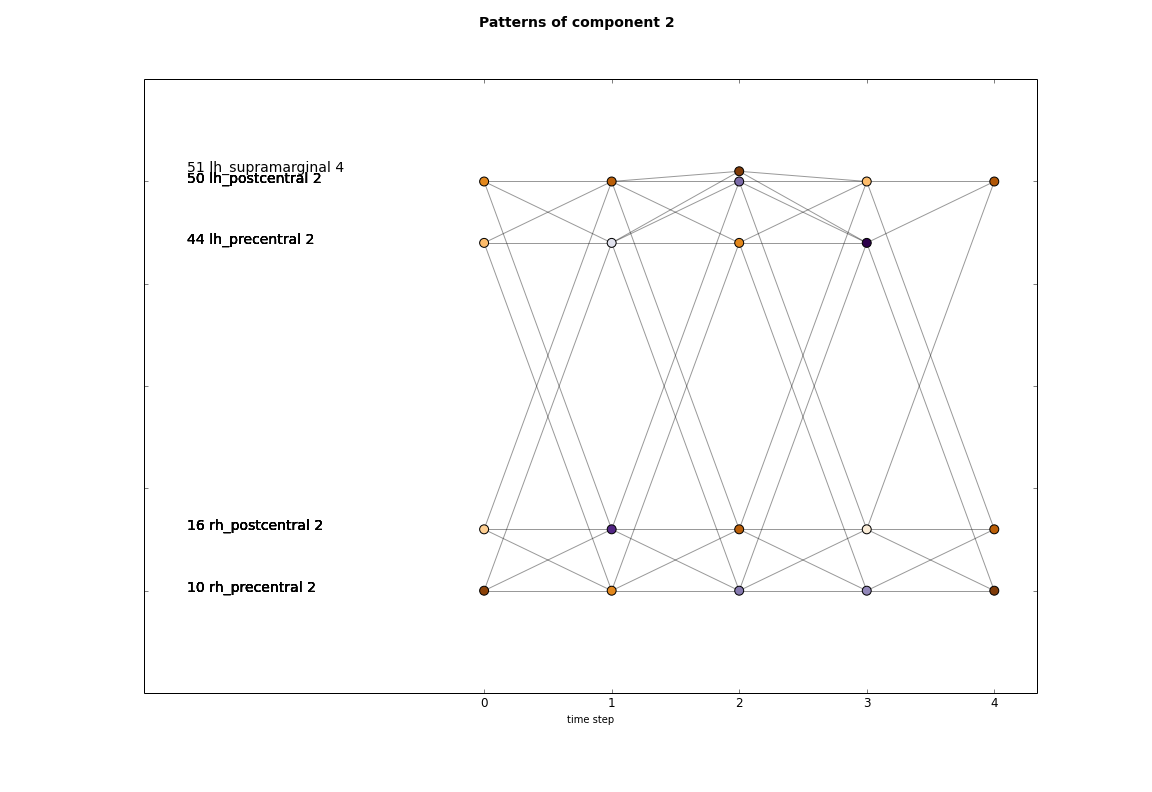 Patterns of component 2
51 lh_supramarginal 4
50 lh_postcentral 2
44 lh_precentral 2
16 rh_postcentral 2
10 rh_precentral 2
0 1 2 3 4
time step